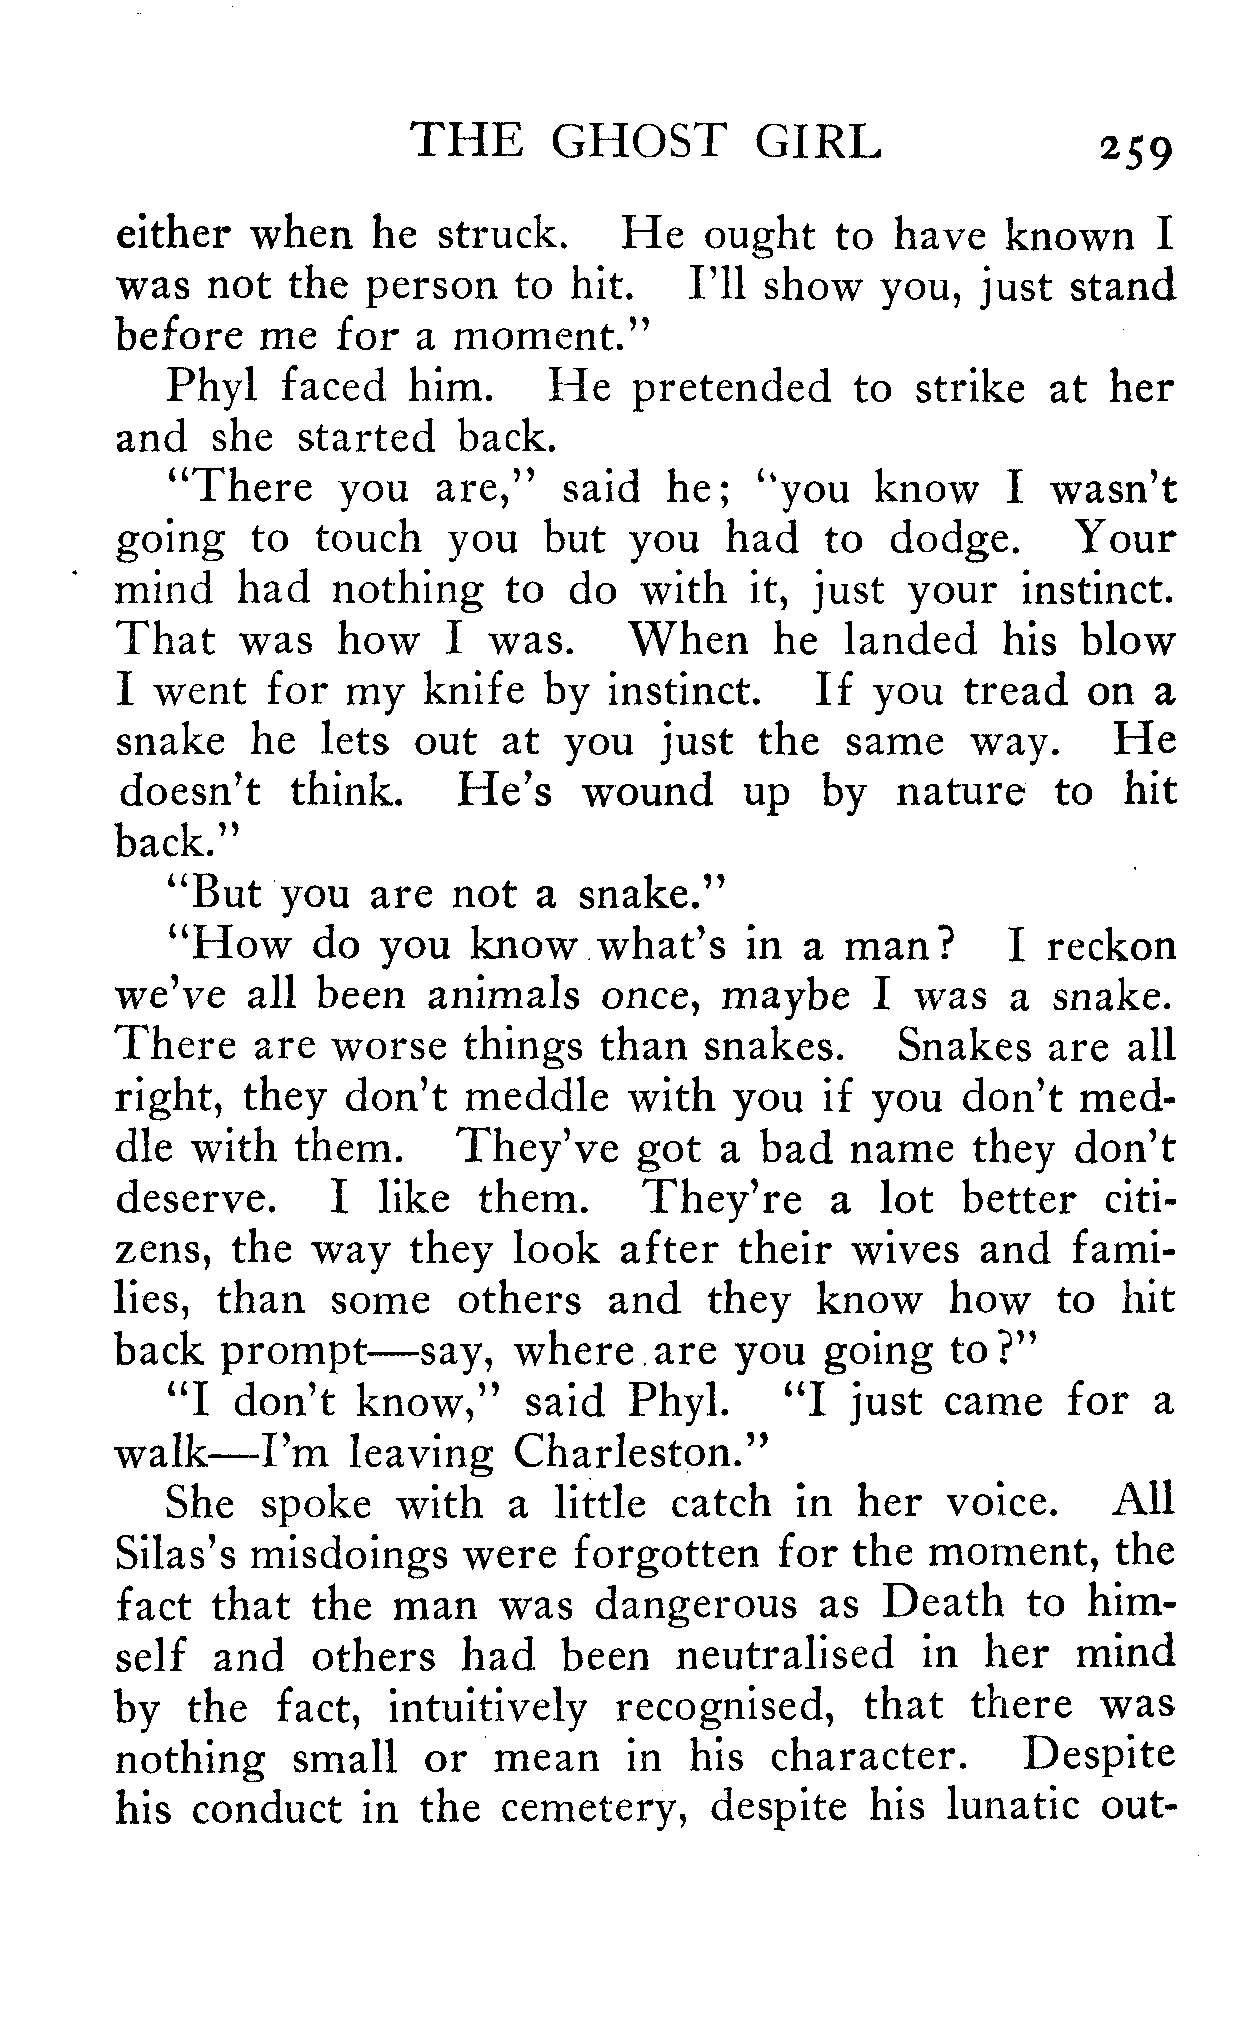 THE GHOST GIRL 259
either when he struck. He ought to have known I
was not the person to hit. I'll show you, just stand
before me for a moment."
Phyl faced him. He pretended to strike at her
and she started back.
"There you are," said he; "you know I wasn't
going to touch you but you had to dodge. Your
mind had nothing to do with it, just your instinct.
That was how I was. When he landed his blow
I went for my knife by instinct. If you tread on a
snake he lets out at you just the same way. He
doesn't think. He's wound up by nature to hit
back."
"But you are not a snake."
"How do you know what's in a man? I reckon
we've all been animals once, maybe I was a snake.
There are worse things than snakes. Snakes are all
right, they don't meddle with you if you don't med-
dle with them. They've got a bad name they don't
deserve. I like them. They're a lot better citi-
zens, the way they look after their wives and fami-
lies, than some others and they know how to hit
back prompt—say, where are you going to?"
"I don't know," said Phyl. "I just came for a
walk—I'm leaving Charleston."
She spoke with a little catch in her voice. All
Silas's misdoings were forgotten for the moment, the
fact that the man was dangerous as Death to him-
self and others had been neutralised in her mind
by the fact, intuitively recognised, that there was
nothing small or mean in his character. Despite
his conduct in the cemetery, despite his lunatic out-